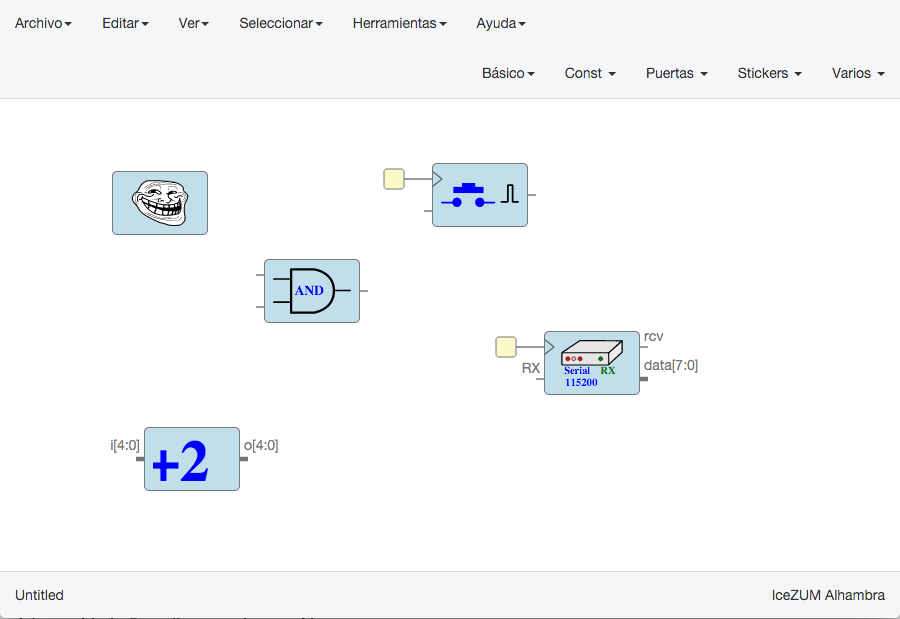 Archivo Editar Ver Seleccionar Herramientas Ayuda
Básico Const Puertas Stickers Varios
AND
rcv
RX
data[7:0]
Serial RX
115200
i[4:0]
o[4:0]
+2
Untitled
IceZUM Alhambra